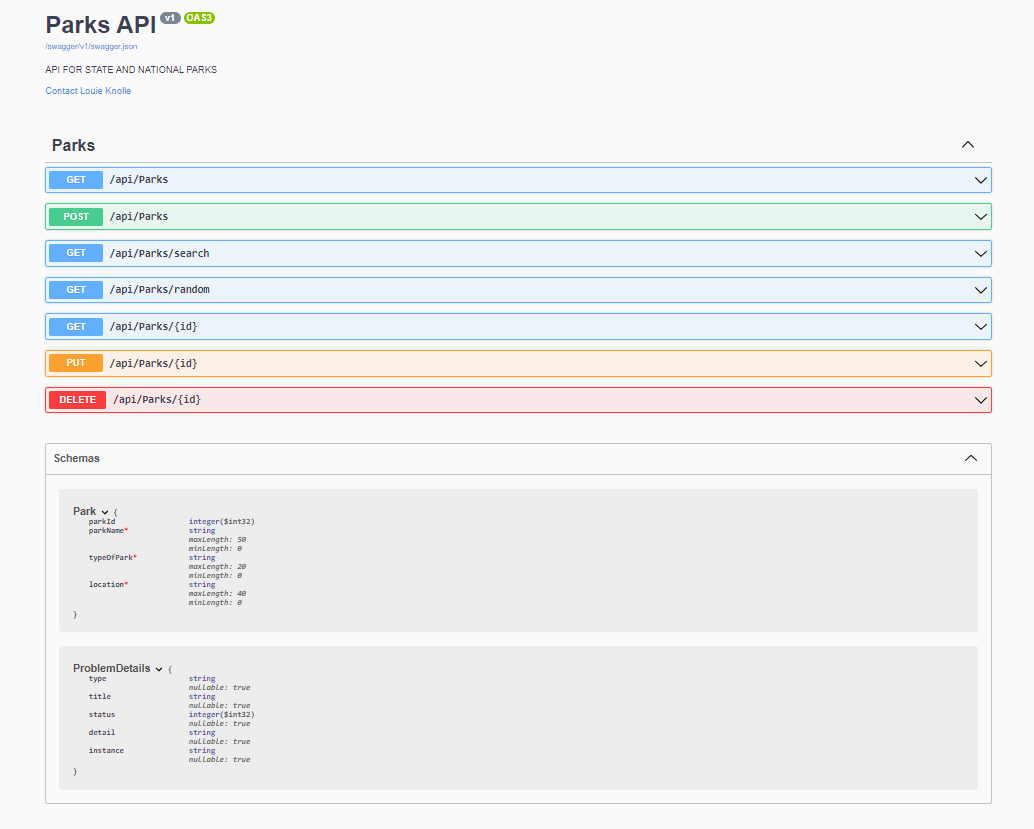 Parks API v1 OAS3
/swagger/v1/swagger.json
API FOR STATE AND NATIONAL PARKS
Contact Louie Knolle
Parks
GET /api/Parks
POST /api/Parks
GET /api/Parks/search
GET /api/Parks/random
GET /api/Parks/{id}
PUT /api/Parks/{id}
DELETE /api/Parks/{id}
Schemas
Park {
parkId integer($int32)
parkName* string
maxLength: 50
minLength: 0
typeOfPark* string
maxLength: 20
minLength: 0
location* string
maxLength: 40
minLength: 0
}
ProblemDetails {
type string
nullable: true
title string
nullable: true
status integer($int32)
nullable: true
detail string
nullable: true
instance string
nullable: true
}